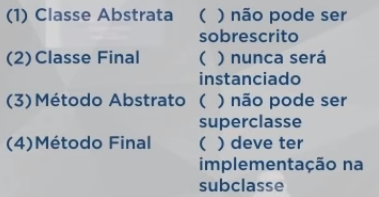 (1) Classe Abstrata ( ) não pode ser
sobrescrito
(2) Classe Final ( ) nunca será
instanciado
(3) Método Abstrato ( ) não pode ser
superclasse
(4) Método Final ( ) deve ter
implementação na
subclasse